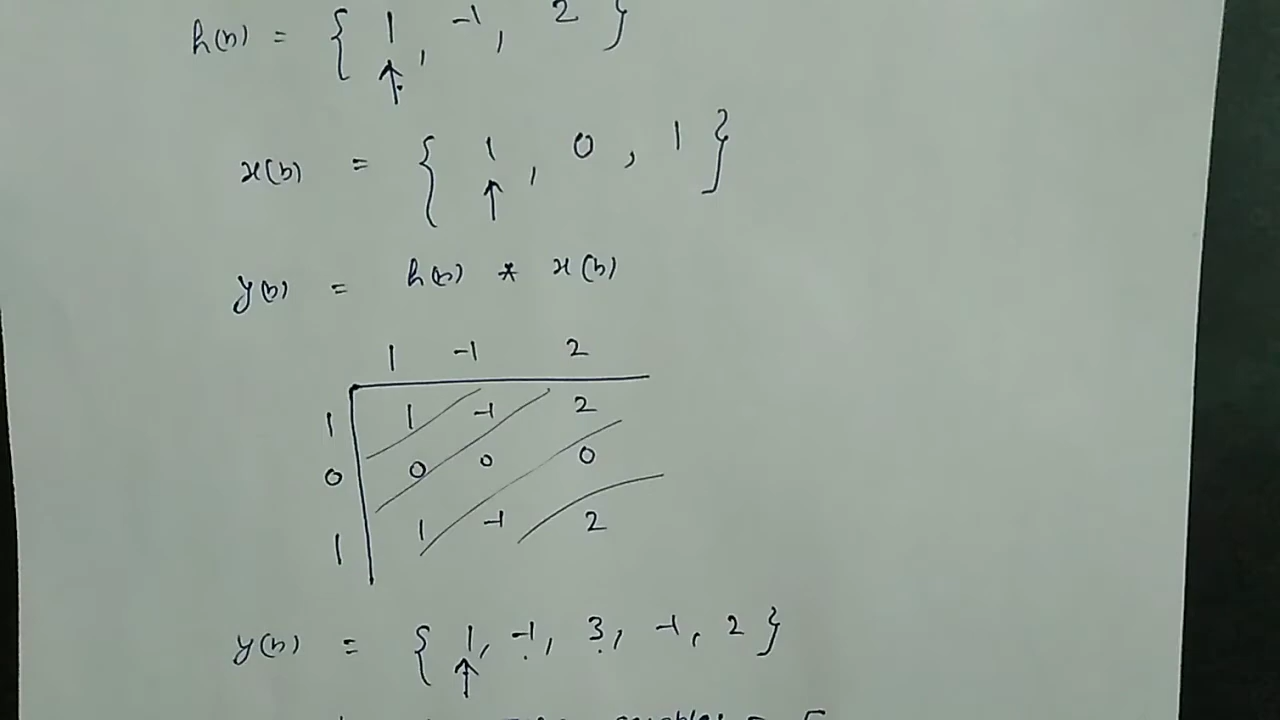 h(n) = { 1, -1, 2 }
↑
x(n) = { 1, 0, 1 }
↑
y(n) = h(n) * x(n)
1 -1 2
1 1 -1 2
0 0 0 0
1 1 -1 2
y(n) = { 1, -1, 3, -1, 2 }
↑
= 5